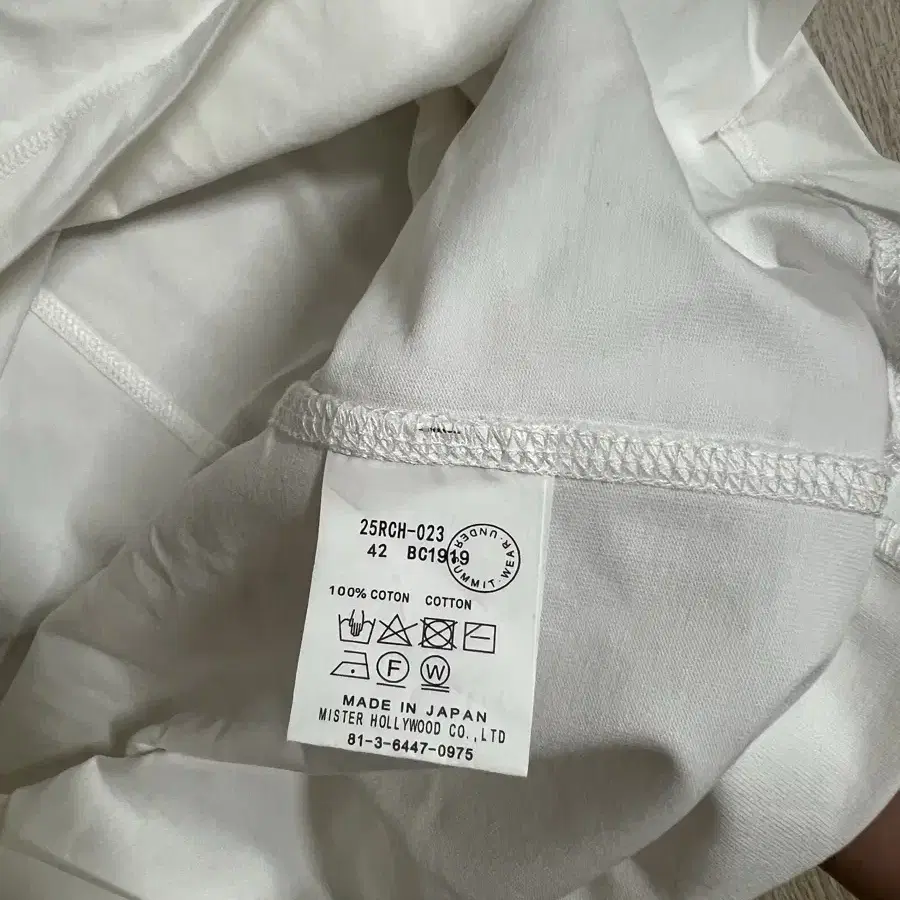 25RCH-023
42 BC1919
UNDER·SUMMIT·WEAR·
100% COTON COTTON
F W
MADE IN JAPAN
MISTER HOLLYWOOD CO.,LTD
81-3-6447-0975